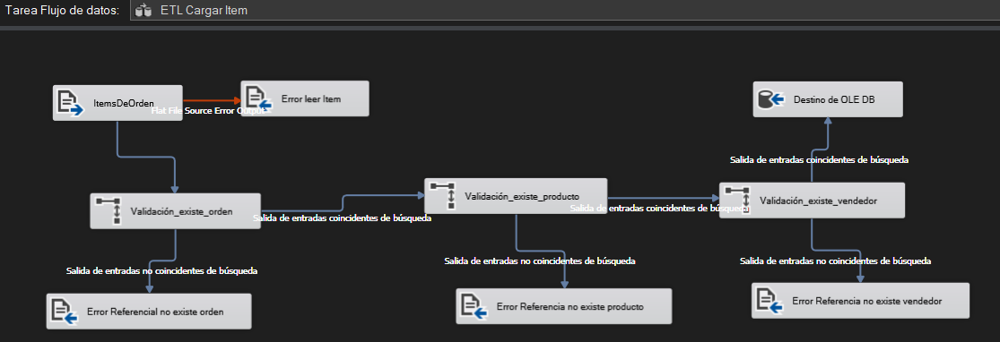 Tarea Flujo de datos: ETL Cargar Item
ItemsDeOrden
Error leer Item
Flat File Source Error Output
Destino de OLE DB
Salida de entradas coincidentes de búsqueda
Validación_existe_orden
Salida de entradas coincidentes de búsqueda
Validación_existe_producto
Salida de entradas coincidentes de búsqueda
Validación_existe_vendedor
Salida de entradas no coincidentes de búsqueda
Salida de entradas no coincidentes de búsqueda
Salida de entradas no coincidentes de búsqueda
Error Referencial no existe orden
Error Referencia no existe producto
Error Referencia no existe vendedor